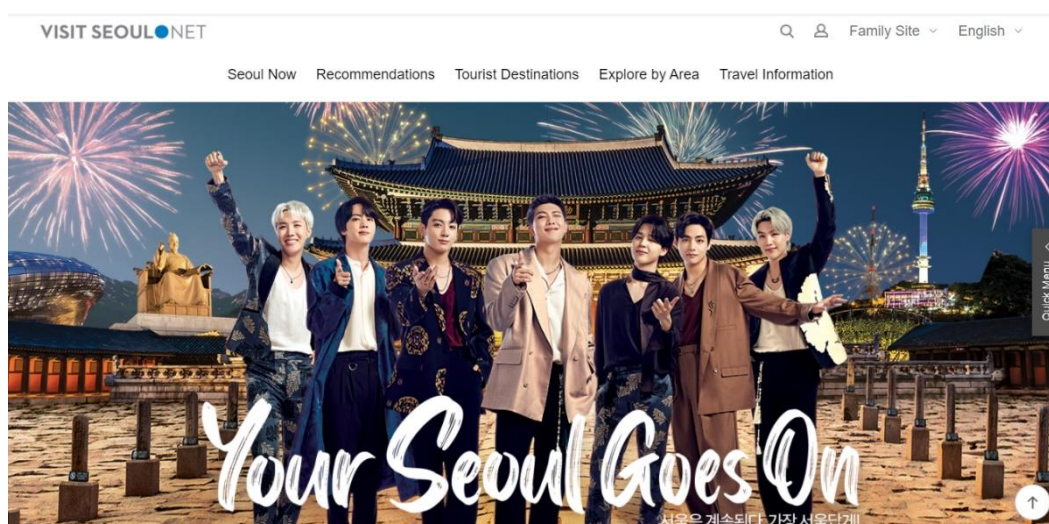 VISIT SEOUL NET
Family Site
English
Seoul Now
Recommendations
Tourist Destinations
Explore by Area
Travel Information
Quick Menu
Your Seoul Goes On
서울은 계속된다, 가장 서울답게!